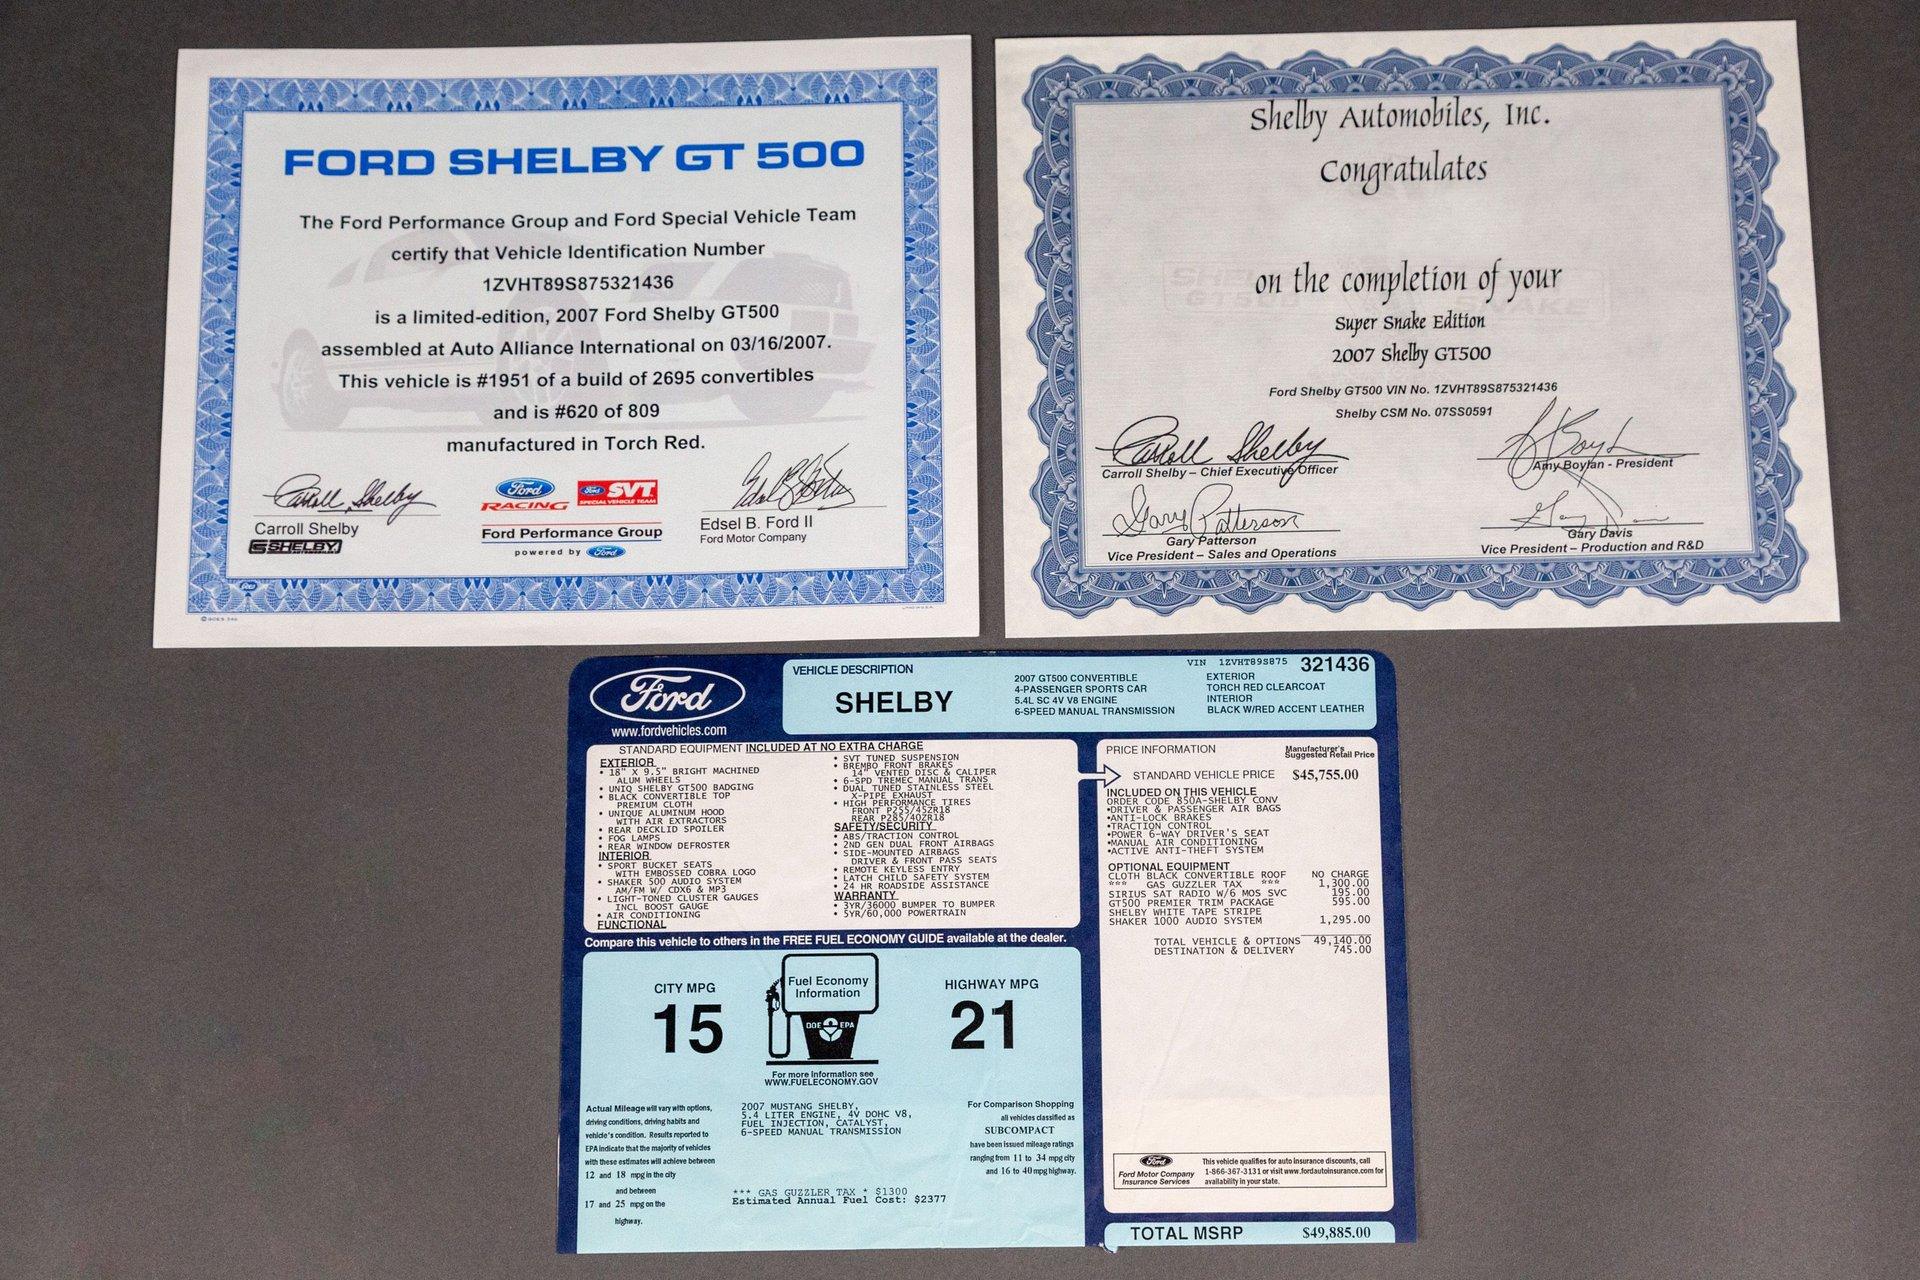 FORD SHELBY GT 500
The Ford Performance Group and Ford Special Vehicle Team
certify that Vehicle Identification Number
1ZVHT89S875321436
is a limited-edition, 2007 Ford Shelby GT500
assembled at Auto Alliance International on 03/16/2007.
This vehicle is #1951 of a build of 2695 convertibles
and is #620 of 809
manufactured in Torch Red.
Carroll Shelby
Carroll Shelby
SHELBY
Ford
RACING
Ford SVT
SPECIAL VEHICLE TEAM
Ford Performance Group
powered by Ford
Edsel B. Ford II
Edsel B. Ford II
Ford Motor Company
Shelby Automobiles, Inc.
Congratulates
on the completion of your
Super Snake Edition
2007 Shelby GT500
Ford Shelby GT500 VIN No. 1ZVHT89S875321436
Shelby CSM No. 07SS0591
Carroll Shelby
Carroll Shelby – Chief Executive Officer
Amy Boylan - President
Gary Patterson
Gary Patterson
Vice President – Sales and Operations
Gary Davis
Vice President – Production and R&D
Ford
www.fordvehicles.com
VEHICLE DESCRIPTION
SHELBY
2007 GT500 CONVERTIBLE
4-PASSENGER SPORTS CAR
5.4L SC 4V V8 ENGINE
6-SPEED MANUAL TRANSMISSION
VIN 1ZVHT89S875 321436
EXTERIOR
TORCH RED CLEARCOAT
INTERIOR
BLACK W/RED ACCENT LEATHER
STANDARD EQUIPMENT INCLUDED AT NO EXTRA CHARGE
EXTERIOR
• 18" X 9.5" BRIGHT MACHINED
ALUM WHEELS
• UNIQ SHELBY GT500 BADGING
• BLACK CONVERTIBLE TOP
PREMIUM CLOTH
• UNIQUE ALUMINUM HOOD
WITH AIR EXTRACTORS
• REAR DECKLID SPOILER
• FOG LAMPS
• REAR WINDOW DEFROSTER
INTERIOR
• SPORT BUCKET SEATS
WITH EMBOSSED COBRA LOGO
• SHAKER 500 AUDIO SYSTEM
AM/FM W/ CDX6 & MP3
• LIGHT-TONED CLUSTER GAUGES
INCL BOOST GAUGE
• AIR CONDITIONING
FUNCTIONAL
• SVT TUNED SUSPENSION
• BREMBO FRONT BRAKES
14" VENTED DISC & CALIPER
• 6-SPD TREMEC MANUAL TRANS
• DUAL TUNED STAINLESS STEEL
X-PIPE EXHAUST
• HIGH PERFORMANCE TIRES
FRONT P255/45ZR18
REAR P285/40ZR18
SAFETY/SECURITY
• ABS/TRACTION CONTROL
• 2ND GEN DUAL FRONT AIRBAGS
• SIDE-MOUNTED AIRBAGS
DRIVER & FRONT PASS SEATS
• REMOTE KEYLESS ENTRY
• LATCH CHILD SAFETY SYSTEM
• 24 HR ROADSIDE ASSISTANCE
WARRANTY
• 3YR/36000 BUMPER TO BUMPER
• 5YR/60,000 POWERTRAIN
PRICE INFORMATION
Manufacturer's
Suggested Retail Price
STANDARD VEHICLE PRICE $45,755.00
INCLUDED ON THIS VEHICLE
ORDER CODE 850A-SHELBY CONV
•DRIVER & PASSENGER AIR BAGS
•ANTI-LOCK BRAKES
•TRACTION CONTROL
•POWER 6-WAY DRIVER'S SEAT
•MANUAL AIR CONDITIONING
•ACTIVE ANTI-THEFT SYSTEM
OPTIONAL EQUIPMENT
CLOTH BLACK CONVERTIBLE ROOF NO CHARGE
*** GAS GUZZLER TAX *** 1,300.00
SIRIUS SAT RADIO W/6 MOS SVC 195.00
GT500 PREMIER TRIM PACKAGE 595.00
SHELBY WHITE TAPE STRIPE
SHAKER 1000 AUDIO SYSTEM 1,295.00
TOTAL VEHICLE & OPTIONS 49,140.00
DESTINATION & DELIVERY 745.00
Compare this vehicle to others in the FREE FUEL ECONOMY GUIDE available at the dealer.
CITY MPG
15
Fuel Economy
Information
DOE EPA
For more information see
WWW.FUELECONOMY.GOV
HIGHWAY MPG
21
Actual Mileage will vary with options,
driving conditions, driving habits and
vehicle's condition. Results reported to
EPA indicate that the majority of vehicles
with these estimates will achieve between
12 and 18 mpg in the city
and between
17 and 25 mpg on the
highway.
2007 MUSTANG SHELBY,
5.4 LITER ENGINE, 4V DOHC V8,
FUEL INJECTION, CATALYST,
6-SPEED MANUAL TRANSMISSION
*** GAS GUZZLER TAX * $1300
Estimated Annual Fuel Cost: $2377
For Comparison Shopping
all vehicles classified as
SUBCOMPACT
have been issued mileage ratings
ranging from 11 to 34 mpg city
and 16 to 40 mpg highway.
Ford
Ford Motor Company
Insurance Services
This vehicle qualifies for auto insurance discounts, call
1-866-367-3131 or visit www.fordautoinsurance.com for
availability in your state.
TOTAL MSRP $49,885.00